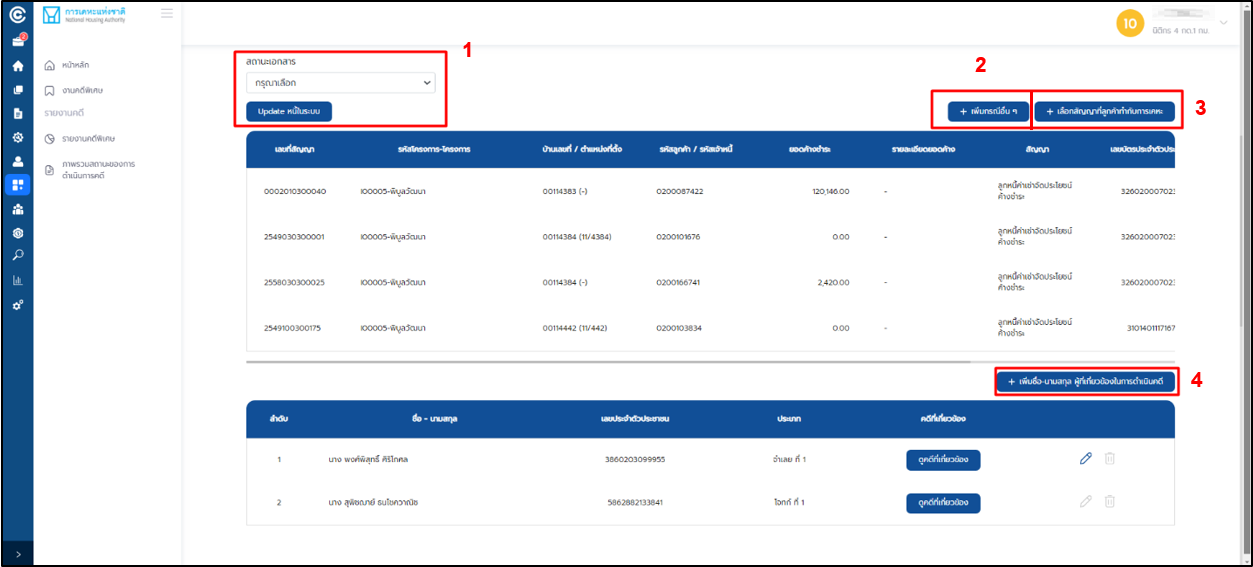 การเคหะแห่งชาติ
National Housing Authority
10
นิติกร 4 กด.1 กม.
2
หน้าหลัก
งานคดีพิเศษ
รายงานคดี
รายงานคดีพิเศษ
ภาพรวมสถานะของการ
ดำเนินการคดี
1
สถานะเอกสาร
กรุณาเลือก
Update หนี้ในระบบ
2
+ เพิ่มกรณีอื่น ๆ
+ เลือกสัญญาที่ลูกค้าทำกับการเคหะ
3
เลขที่สัญญา รหัสโครงการ-โครงการ บ้านเลขที่ / ตำแหน่งที่ตั้ง รหัสลูกค้า / รหัสเจ้าหนี้ ยอดค้างชำระ รายละเอียดยอดค้าง สัญญา เลขบัตรประจำตัวประ
0002010300040 I00005-พิบูลวัฒนา 00114383 (-) 0200087422 120,146.00 - ลูกหนี้ค่าเช่าจัดประโยชน์ค้างชำระ 326020007023
2549030300001 I00005-พิบูลวัฒนา 00114384 (11/4384) 0200101676 0.00 - ลูกหนี้ค่าเช่าจัดประโยชน์ค้างชำระ 326020007023
2558030300025 I00005-พิบูลวัฒนา 00114384 (-) 0200166741 2,420.00 - ลูกหนี้ค่าเช่าจัดประโยชน์ค้างชำระ 326020007023
2549100300175 I00005-พิบูลวัฒนา 00114442 (11/442) 0200103834 0.00 - ลูกหนี้ค่าเช่าจัดประโยชน์ค้างชำระ 3101401117167
+ เพิ่มชื่อ-นามสกุล ผู้ที่เกี่ยวข้องในการดำเนินคดี
4
ลำดับ ชื่อ - นามสกุล เลขประจำตัวประชาชน ประเภท คดีที่เกี่ยวข้อง
1 นาง พงศ์พิสุทธิ์ ศิริโกศล 3860203099955 จำเลย ที่ 1 ดูคดีที่เกี่ยวข้อง
2 นาง สุพิชฌาย์ ธนโชควาณิช 5862882133841 โจทก์ ที่ 1 ดูคดีที่เกี่ยวข้อง